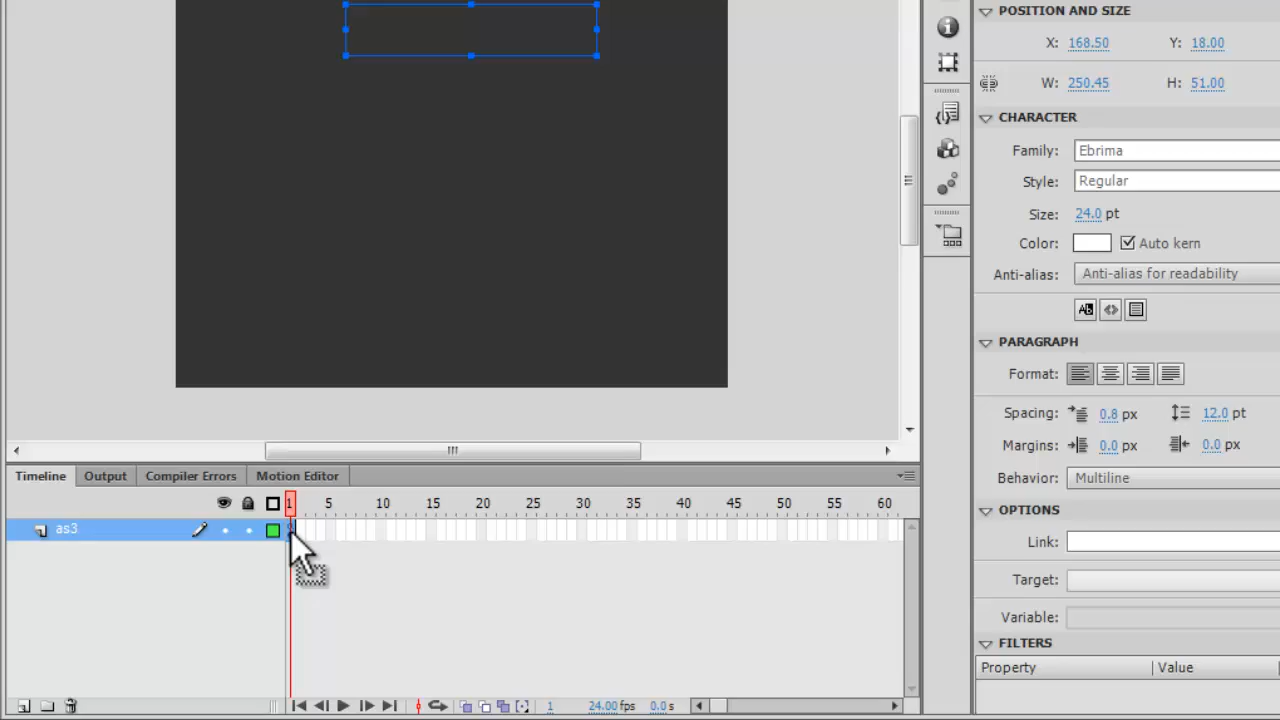 POSITION AND SIZE
X: 168.50 Y: 18.00
W: 250.45 H: 51.00
CHARACTER
Family: Ebrima
Style: Regular
Size: 24.0 pt
Color: Auto kern
Anti-alias: Anti-alias for readability
PARAGRAPH
Format:
Spacing: 0.8 px 12.0 pt
Margins: 0.0 px 0.0 px
Behavior: Multiline
OPTIONS
Link:
Target:
Variable:
FILTERS
Property Value
Timeline Output Compiler Errors Motion Editor
1 5 10 15 20 25 30 35 40 45 50 55 60
as3
1 24.00 fps 0.0 s